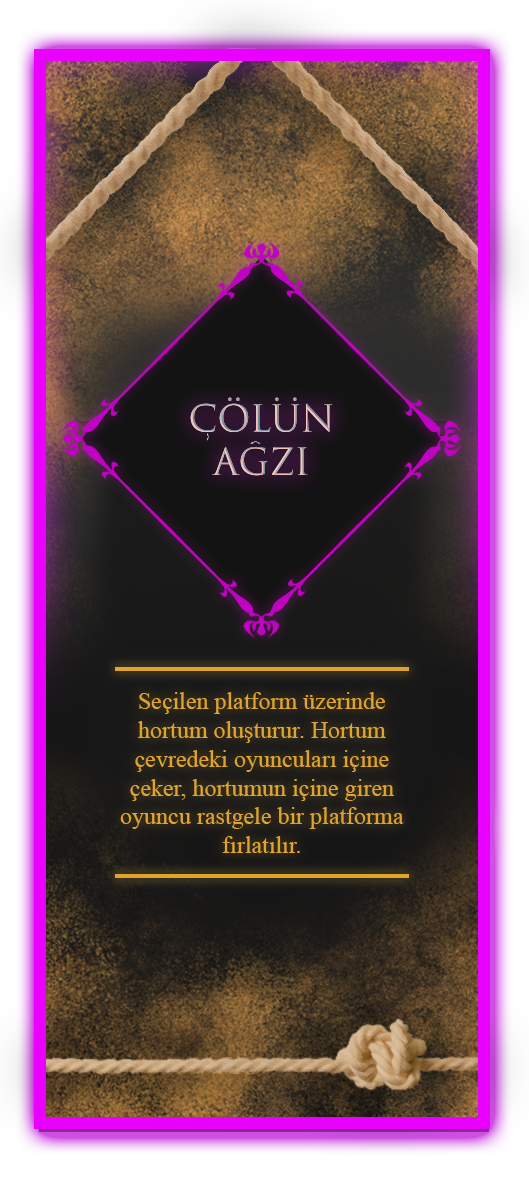 ÇÖLÜN
AĜZI
Seçilen platform üzerinde
hortum oluşturur. Hortum
çevredeki oyuncuları içine
çeker, hortumun içine giren
oyuncu rastgele bir platforma
fırlatılır.